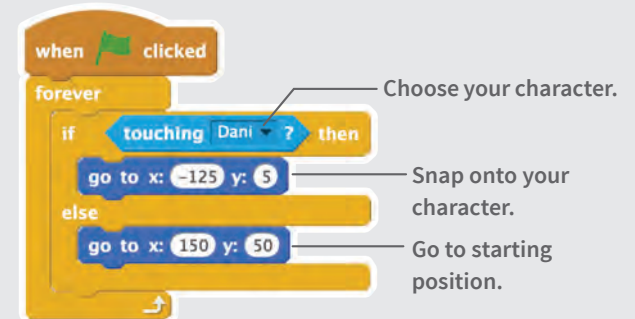 when clicked
forever
Choose your character.
if touching Dani ? then
go to x: -125 y: 5
Snap onto your
character.
else
go to x: 150 y: 50
Go to starting
position.